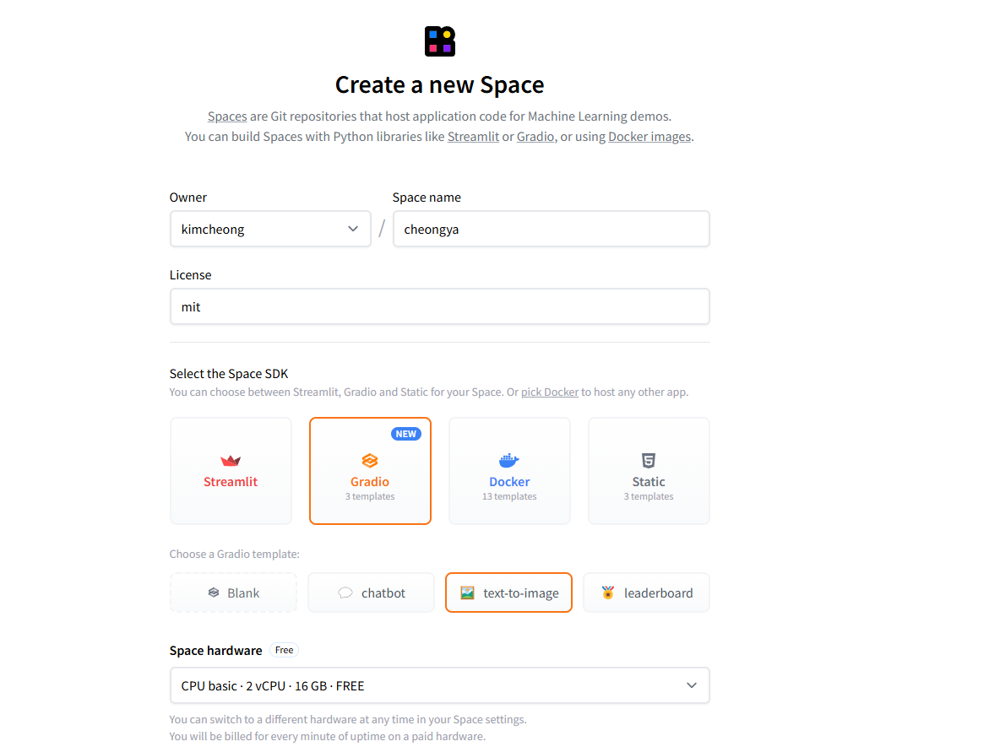 Create a new Space
Spaces are Git repositories that host application code for Machine Learning demos.
You can build Spaces with Python libraries like Streamlit or Gradio, or using Docker images.
Owner
Space name
kimcheong
/
cheongya
License
mit
Select the Space SDK
You can choose between Streamlit, Gradio and Static for your Space. Or pick Docker to host any other app.
Streamlit
NEW
Gradio
3 templates
Docker
13 templates
Static
3 templates
Choose a Gradio template:
Blank
chatbot
text-to-image
leaderboard
Space hardware Free
CPU basic · 2 vCPU · 16 GB · FREE
You can switch to a different hardware at any time in your Space settings.
You will be billed for every minute of uptime on a paid hardware.